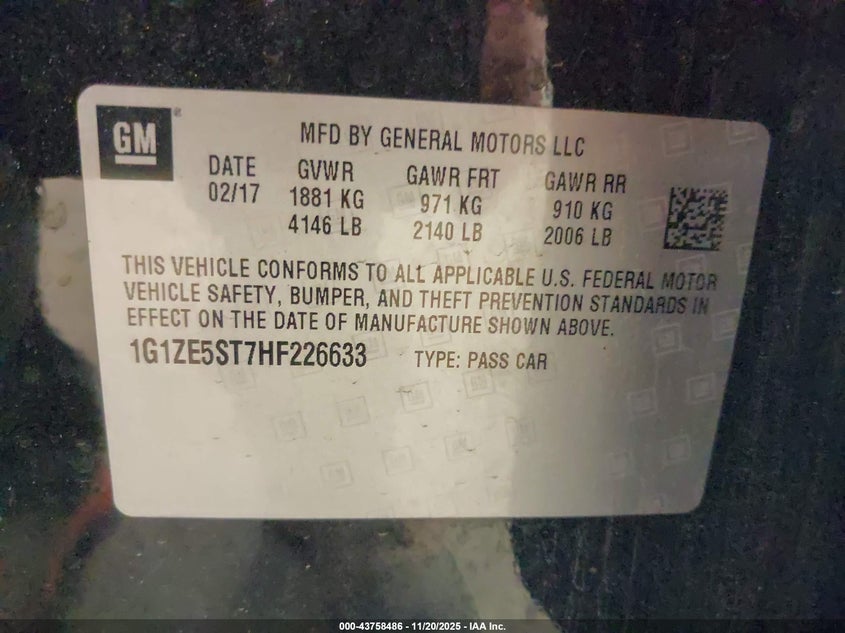 GM
MFD BY GENERAL MOTORS LLC
DATE GVWR GAWR FRT GAWR RR
02/17 1881 KG 971 KG 910 KG
4146 LB 2140 LB 2006 LB
THIS VEHICLE CONFORMS TO ALL APPLICABLE U.S. FEDERAL MOTOR
VEHICLE SAFETY, BUMPER, AND THEFT PREVENTION STANDARDS IN
EFFECT ON THE DATE OF MANUFACTURE SHOWN ABOVE.
1G1ZE5ST7HF226633 TYPE: PASS CAR
000-43758486 - 11/20/2025 - IAA Inc.